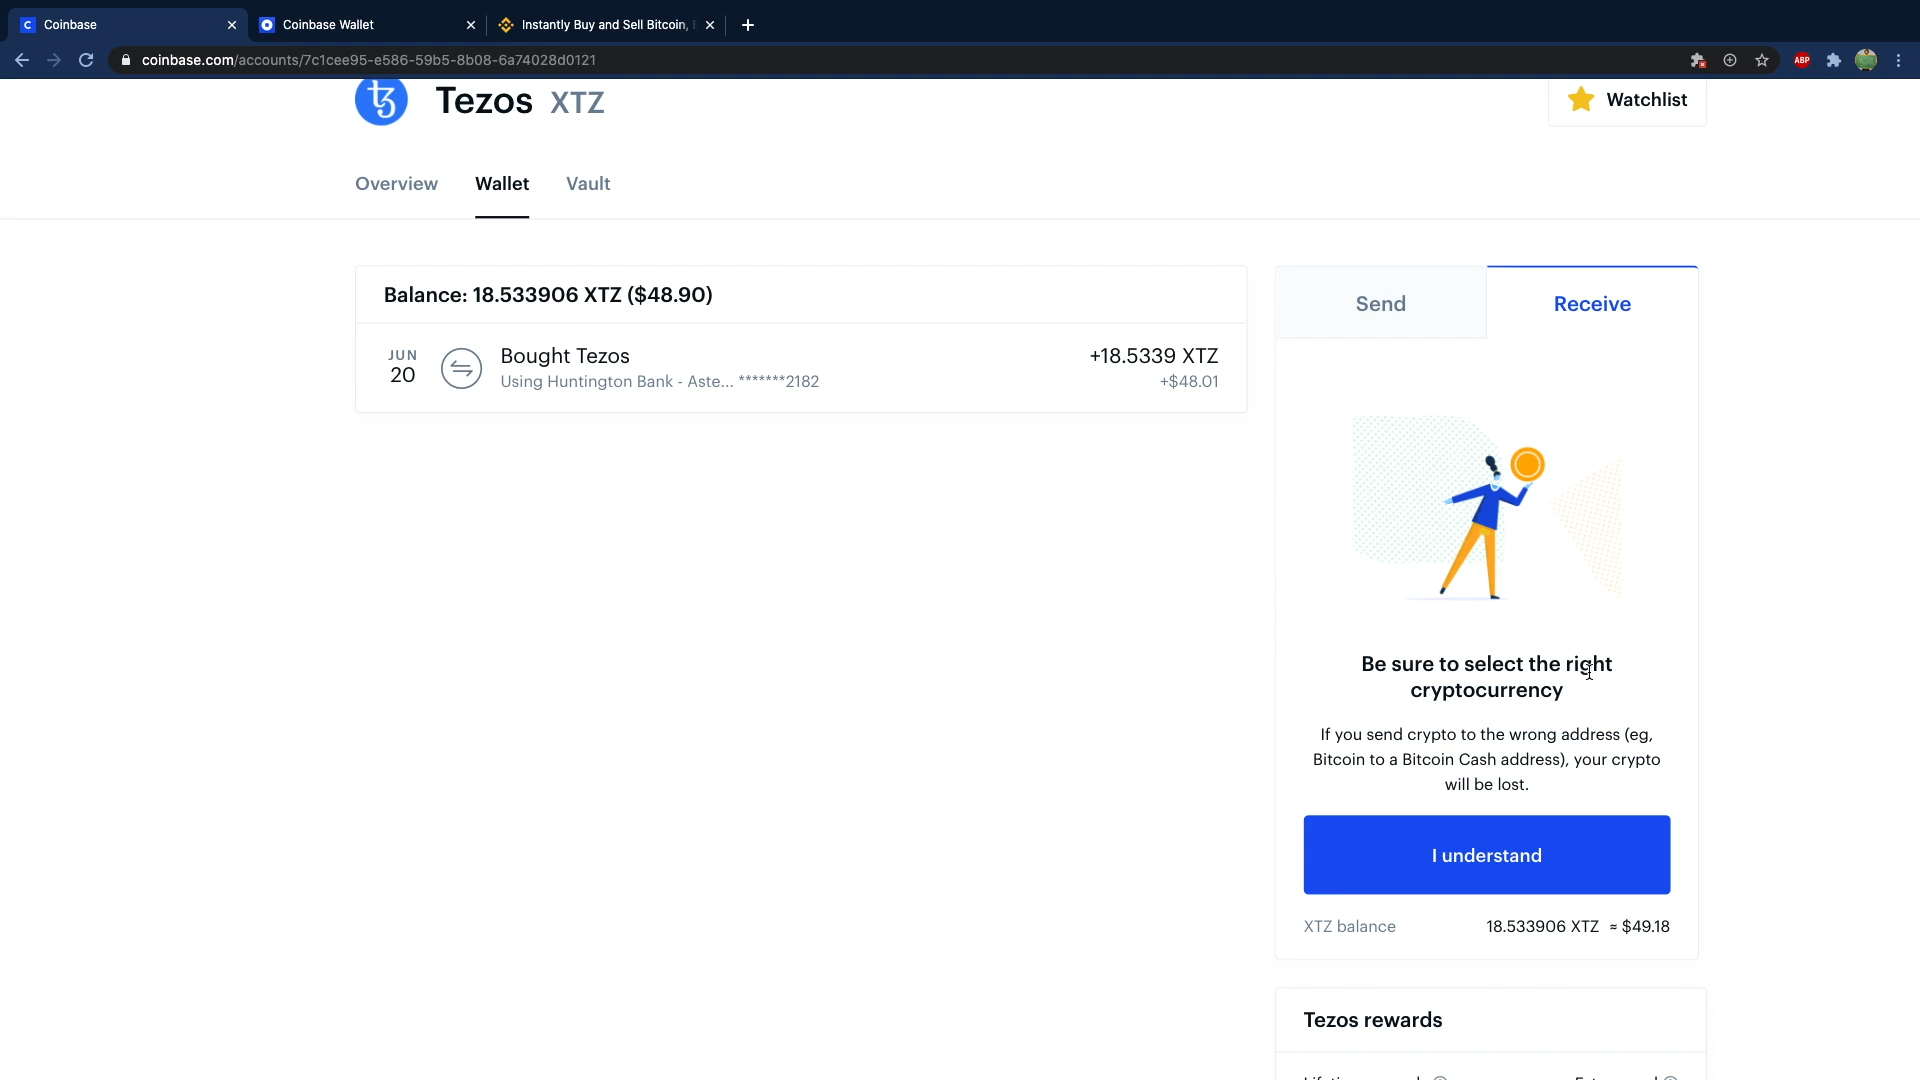 Coinbase
Coinbase Wallet
Instantly Buy and Sell Bitcoin,
coinbase.com/accounts/7c1cee95-e586-59b5-8b08-6a74028d0121
ABP
Tezos XTZ
Watchlist
Overview Wallet Vault
Balance: 18.533906 XTZ ($48.90)
JUN
20
Bought Tezos
Using Huntington Bank - Aste... *******2182
+18.5339 XTZ
+$48.01
Send Receive
Be sure to select the right
cryptocurrency
If you send crypto to the wrong address (eg,
Bitcoin to a Bitcoin Cash address), your crypto
will be lost.
I understand
XTZ balance 18.533906 XTZ ≈ $49.18
Tezos rewards